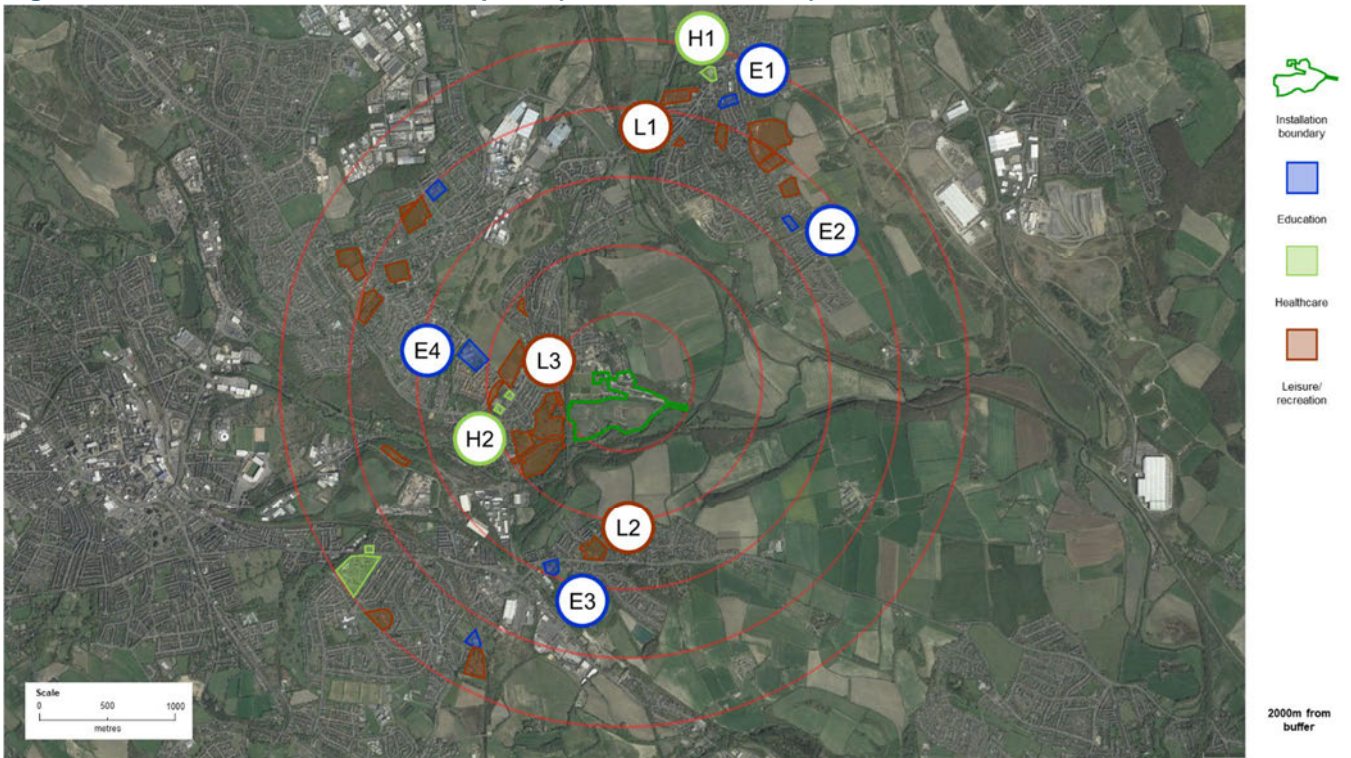 H1
E1
L1
E2
E4
L3
H2
L2
E3
Scale
0 500 1000
metres
Installation
boundary
Education
Healthcare
Leisure/
recreation
2000m from
buffer